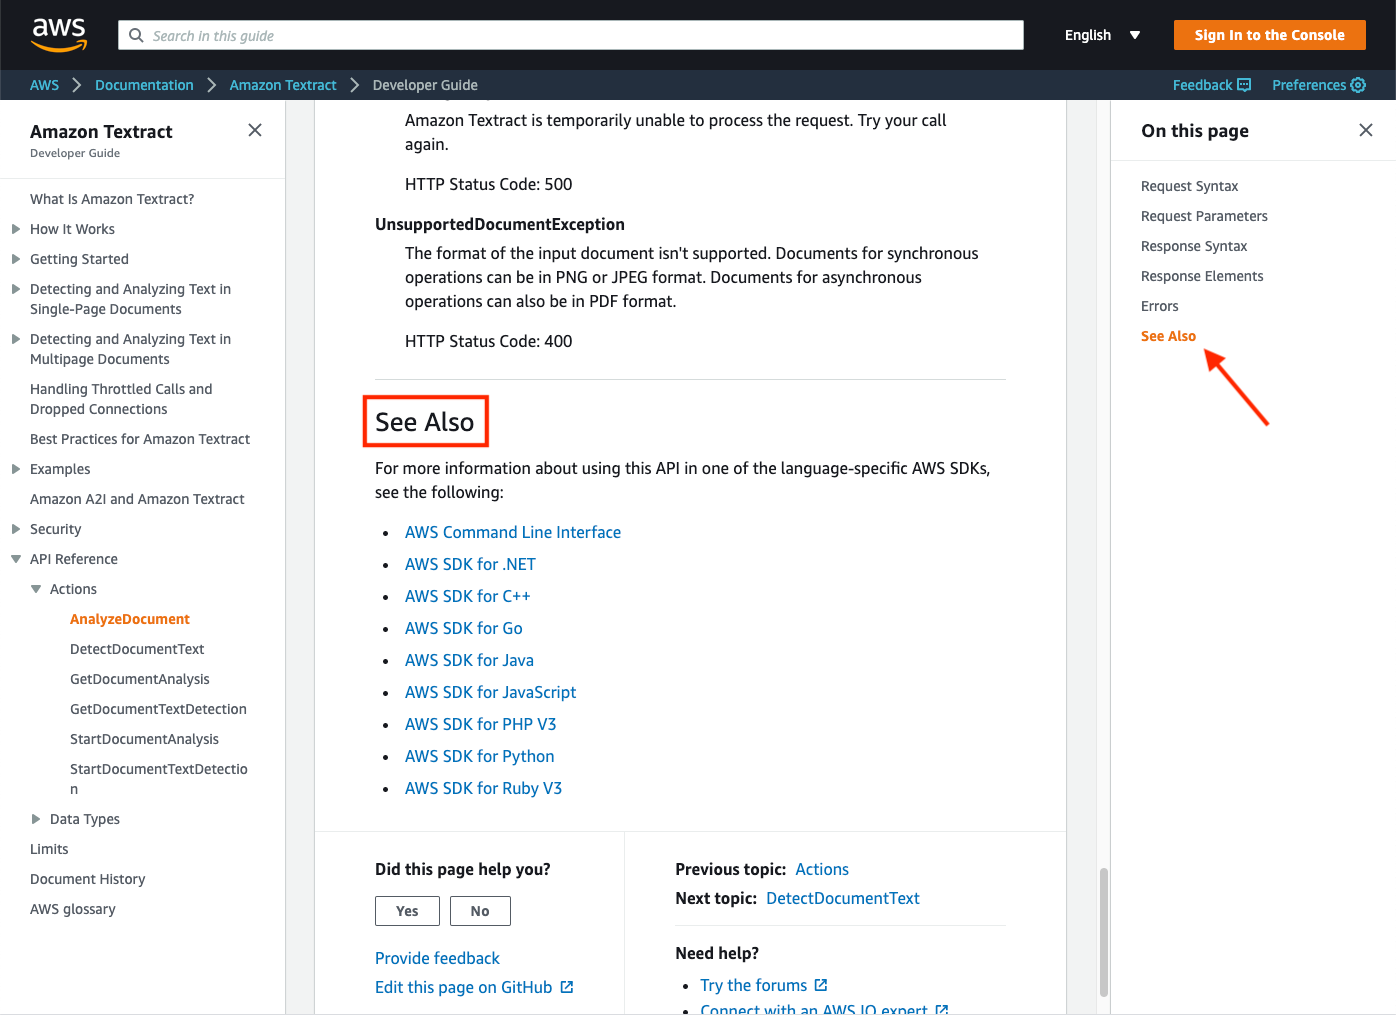 aws
Search in this guide
English
Sign In to the Console
AWS
Documentation
Amazon Textract
Developer Guide
Feedback
Preferences
Amazon Textract
Developer Guide
What Is Amazon Textract?
How It Works
Getting Started
Detecting and Analyzing Text in
Single-Page Documents
Detecting and Analyzing Text in
Multipage Documents
Handling Throttled Calls and
Dropped Connections
Best Practices for Amazon Textract
Examples
Amazon A2I and Amazon Textract
Security
API Reference
Actions
AnalyzeDocument
DetectDocumentText
GetDocumentAnalysis
GetDocumentTextDetection
StartDocumentAnalysis
StartDocumentTextDetectio
n
Data Types
Limits
Document History
AWS glossary
Amazon Textract is temporarily unable to process the request. Try your call
again.
HTTP Status Code: 500
UnsupportedDocumentException
The format of the input document isn't supported. Documents for synchronous
operations can be in PNG or JPEG format. Documents for asynchronous
operations can also be in PDF format.
HTTP Status Code: 400
See Also
For more information about using this API in one of the language-specific AWS SDKs,
see the following:
• AWS Command Line Interface
• AWS SDK for .NET
• AWS SDK for C++
• AWS SDK for Go
• AWS SDK for Java
• AWS SDK for JavaScript
• AWS SDK for PHP V3
• AWS SDK for Python
• AWS SDK for Ruby V3
Did this page help you?
Yes
No
Provide feedback
Edit this page on GitHub
Previous topic: Actions
Next topic: DetectDocumentText
Need help?
• Try the forums
• Connect with an AWS IQ expert
On this page
Request Syntax
Request Parameters
Response Syntax
Response Elements
Errors
See Also